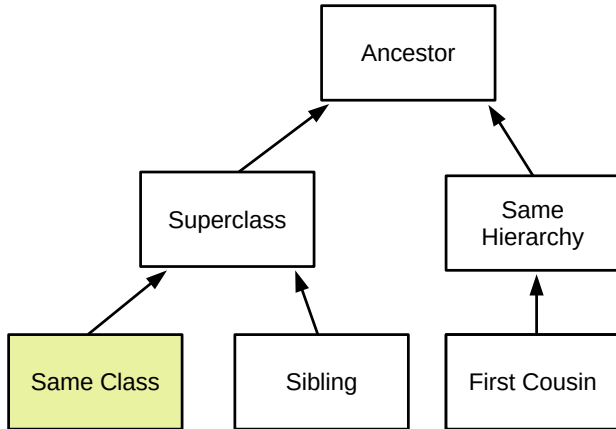 Ancestor
Superclass
Same
Hierarchy
Same Class
Sibling
First Cousin